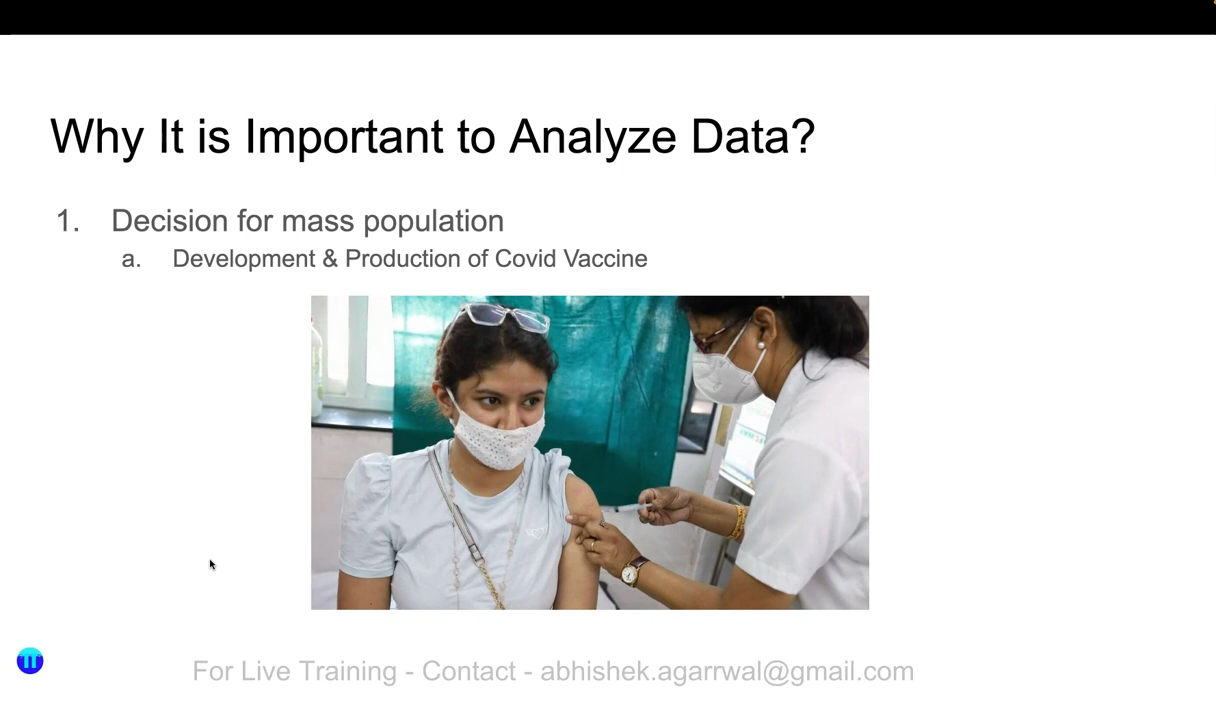 Why It is Important to Analyze Data?
1. Decision for mass population
a. Development & Production of Covid Vaccine
For Live Training - Contact - abhishek.agarrwal@gmail.com